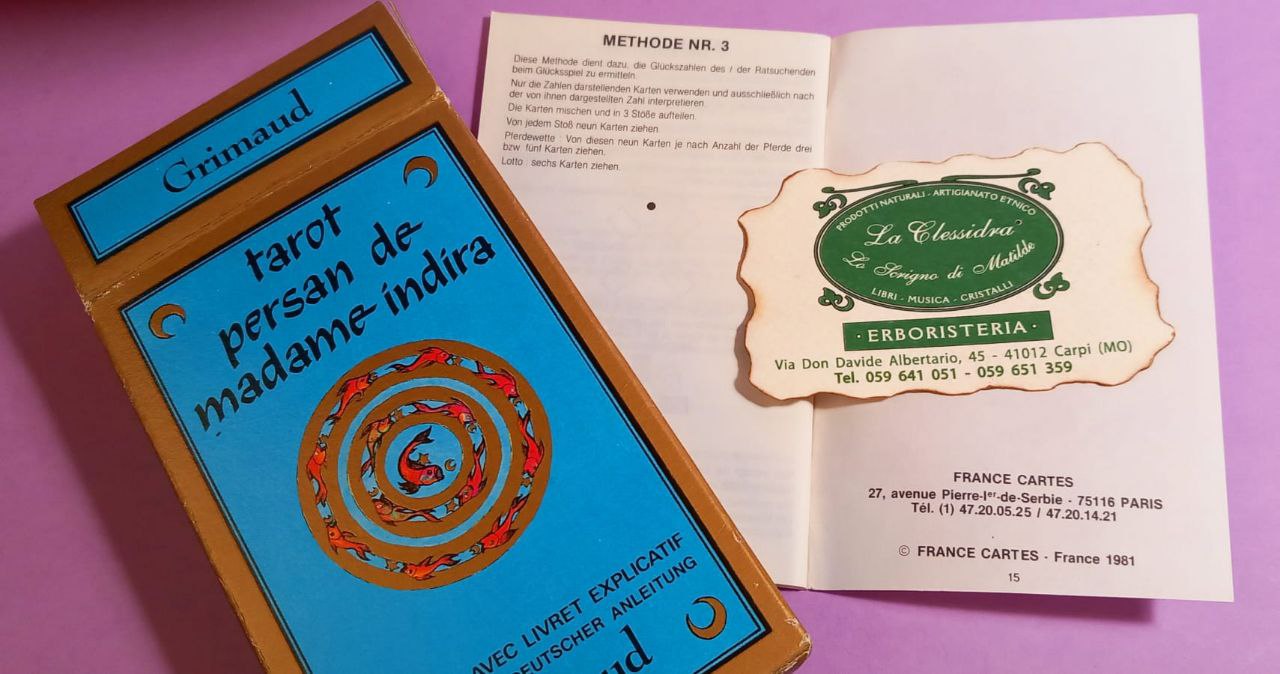 Grimaud
tarot
persan de
madame indira
AVEC LIVRET EXPLICATIF
DEUTSCHER ANLEITUNG
METHODE NR. 3
Diese Methode dient dazu, die Glückszahlen des / der Ratsuchenden
beim Glücksspiel zu ermitteln.
Nur die Zahlen darstellenden Karten verwenden und ausschließlich nach
der von ihnen dargestellten Zahl interpretieren.
Die Karten mischen und in 3 Stöße aufteilen.
Von jedem Stoß neun Karten ziehen.
Pferdewette : Von diesen neun Karten je nach Anzahl der Pferde drei
bzw. fünf Karten ziehen.
Lotto : sechs Karten ziehen.
PRODOTTI NATURALI - ARTIGIANATO ETNICO
La Clessidra
Lo Scrigno di Matilde
LIBRI - MUSICA - CRISTALLI
· ERBORISTERIA ·
Via Don Davide Albertario, 45 - 41012 Carpi (MO)
Tel. 059 641 051 - 059 651 359
FRANCE CARTES
27, avenue Pierre-Iᵉʳ-de-Serbie - 75116 PARIS
Tél. (1) 47.20.05.25 / 47.20.14.21
© FRANCE CARTES - France 1981
15